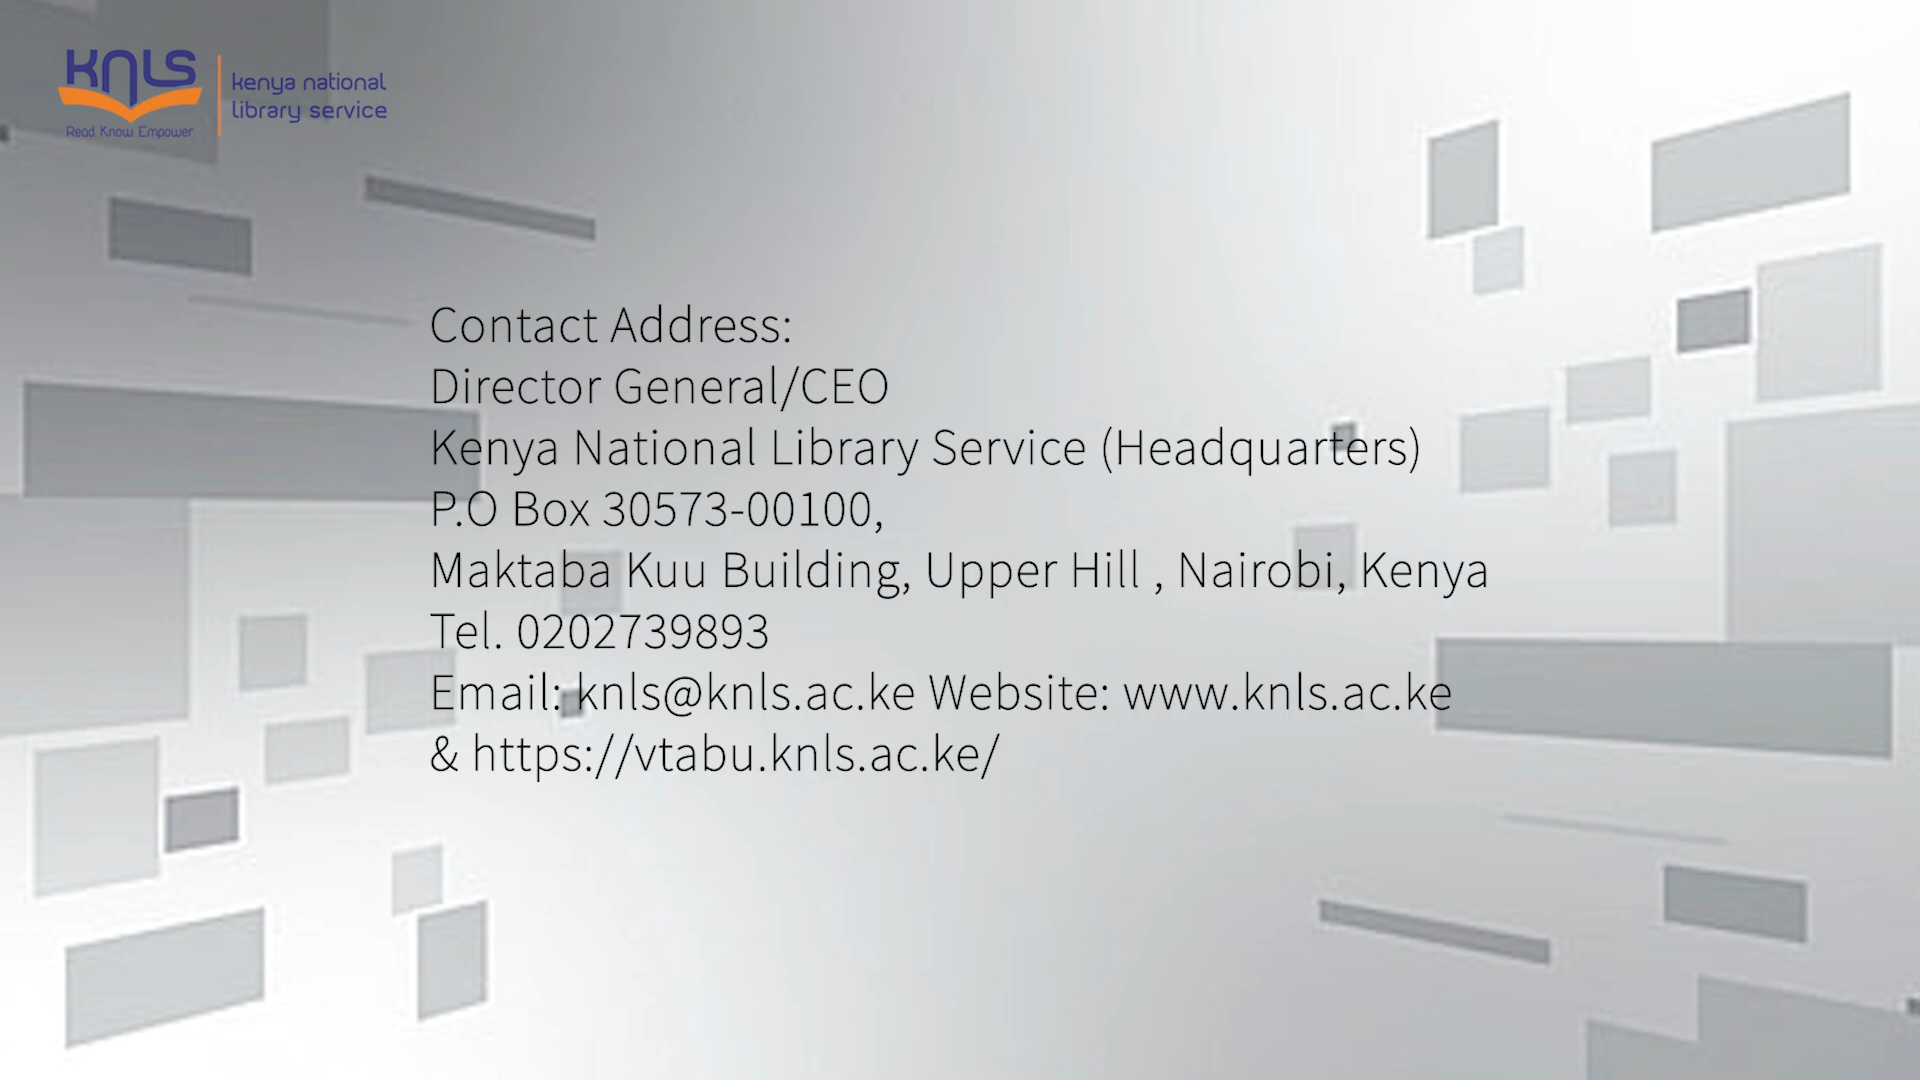 KNLS
Read Know Empower
kenya national
library service
Contact Address:
Director General/CEO
Kenya National Library Service (Headquarters)
P.O Box 30573-00100,
Maktaba Kuu Building, Upper Hill , Nairobi, Kenya
Tel. 0202739893
Email: knls@knls.ac.ke Website: www.knls.ac.ke
& https://vtabu.knls.ac.ke/